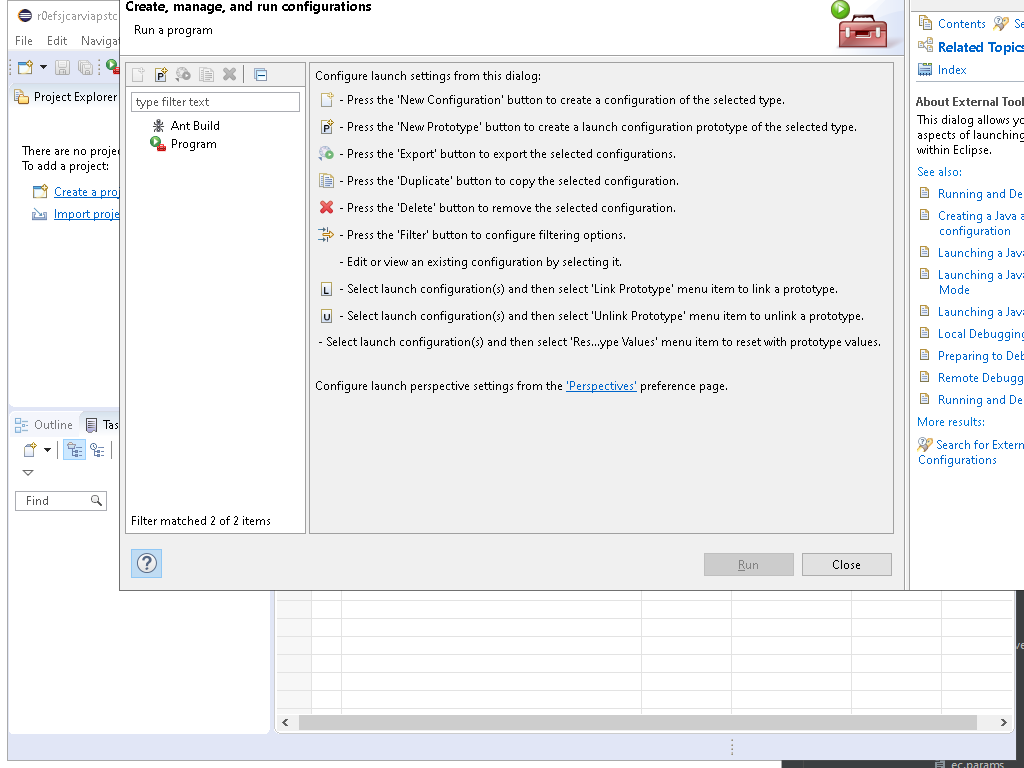 r0efsjcarviapstc
File Edit Naviga
Project Explorer
There are no proje
To add a project:
Create a proj
Import proje
Outline
Tas
Find
Create, manage, and run configurations
Run a program
type filter text
Ant Build
Program
Filter matched 2 of 2 items
Configure launch settings from this dialog:
- Press the 'New Configuration' button to create a configuration of the selected type.
P - Press the 'New Prototype' button to create a launch configuration prototype of the selected type.
- Press the 'Export' button to export the selected configurations.
- Press the 'Duplicate' button to copy the selected configuration.
- Press the 'Delete' button to remove the selected configuration.
- Press the 'Filter' button to configure filtering options.
- Edit or view an existing configuration by selecting it.
L - Select launch configuration(s) and then select 'Link Prototype' menu item to link a prototype.
U - Select launch configuration(s) and then select 'Unlink Prototype' menu item to unlink a prototype.
- Select launch configuration(s) and then select 'Res...ype Values' menu item to reset with prototype values.
Configure launch perspective settings from the 'Perspectives' preference page.
?
Run
Close
Contents Se
Related Topics
Index
About External Tool
This dialog allows yo
aspects of launching
within Eclipse.
See also:
Running and De
Creating a Java a
configuration
Launching a Java
Launching a Java
Mode
Launching a Java
Local Debugging
Preparing to Deb
Remote Debugg
Running and De
More results:
Search for Extern
Configurations
ve
ec.params